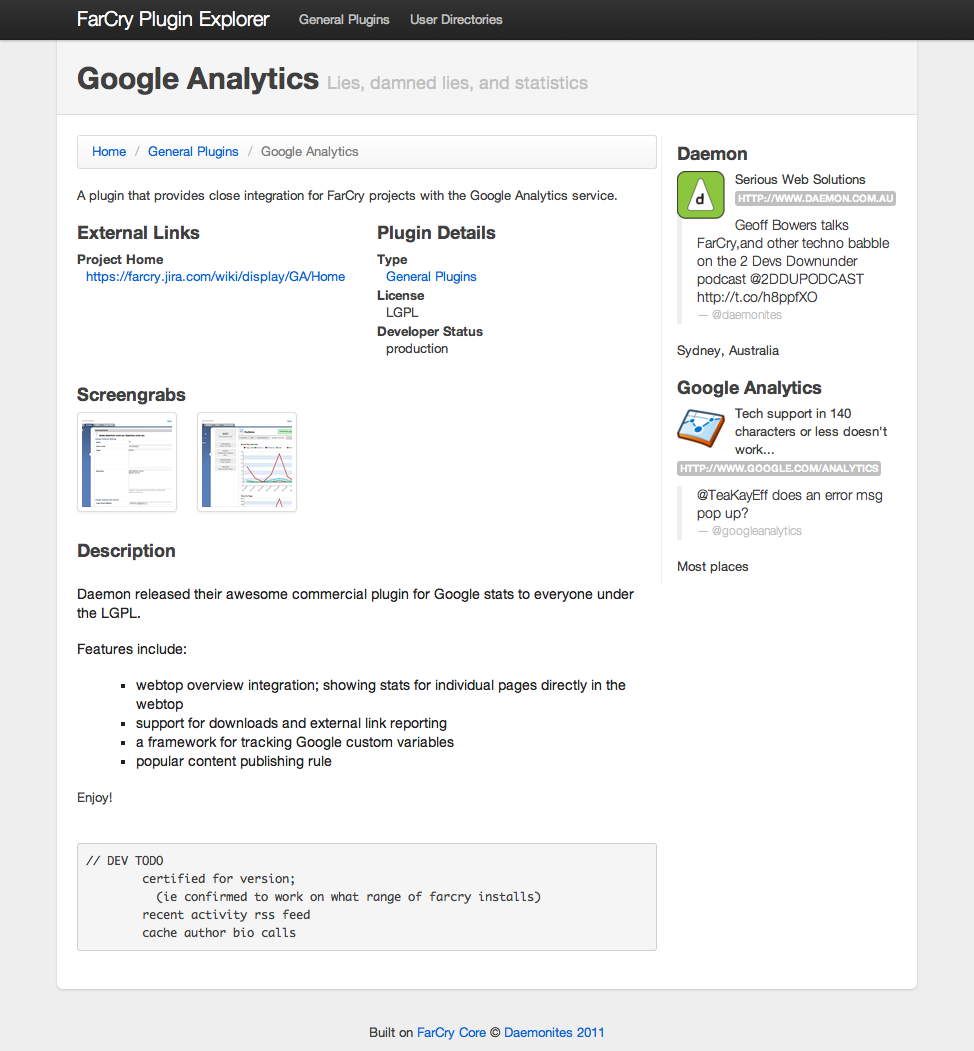 FarCry Plugin Explorer General Plugins User Directories
Google Analytics Lies, damned lies, and statistics
Home / General Plugins / Google Analytics
A plugin that provides close integration for FarCry projects with the Google Analytics service.
External Links
Project Home
https://farcry.jira.com/wiki/display/GA/Home
Plugin Details
Type
General Plugins
License
LGPL
Developer Status
production
Screengrabs
Description
Daemon released their awesome commercial plugin for Google stats to everyone under
the LGPL.
Features include:
webtop overview integration; showing stats for individual pages directly in the
webtop
support for downloads and external link reporting
a framework for tracking Google custom variables
popular content publishing rule
Enjoy!
// DEV TODO
certified for version;
(ie confirmed to work on what range of farcry installs)
recent activity rss feed
cache author bio calls
Daemon
d
Serious Web Solutions
HTTP://WWW.DAEMON.COM.AU
Geoff Bowers talks
FarCry,and other techno babble
on the 2 Devs Downunder
podcast @2DDUPODCAST
http://t.co/h8ppfXO
— @daemonites
Sydney, Australia
Google Analytics
Tech support in 140
characters or less doesn't
work...
HTTP://WWW.GOOGLE.COM/ANALYTICS
@TeaKayEff does an error msg
pop up?
— @googleanalytics
Most places
Built on FarCry Core © Daemonites 2011